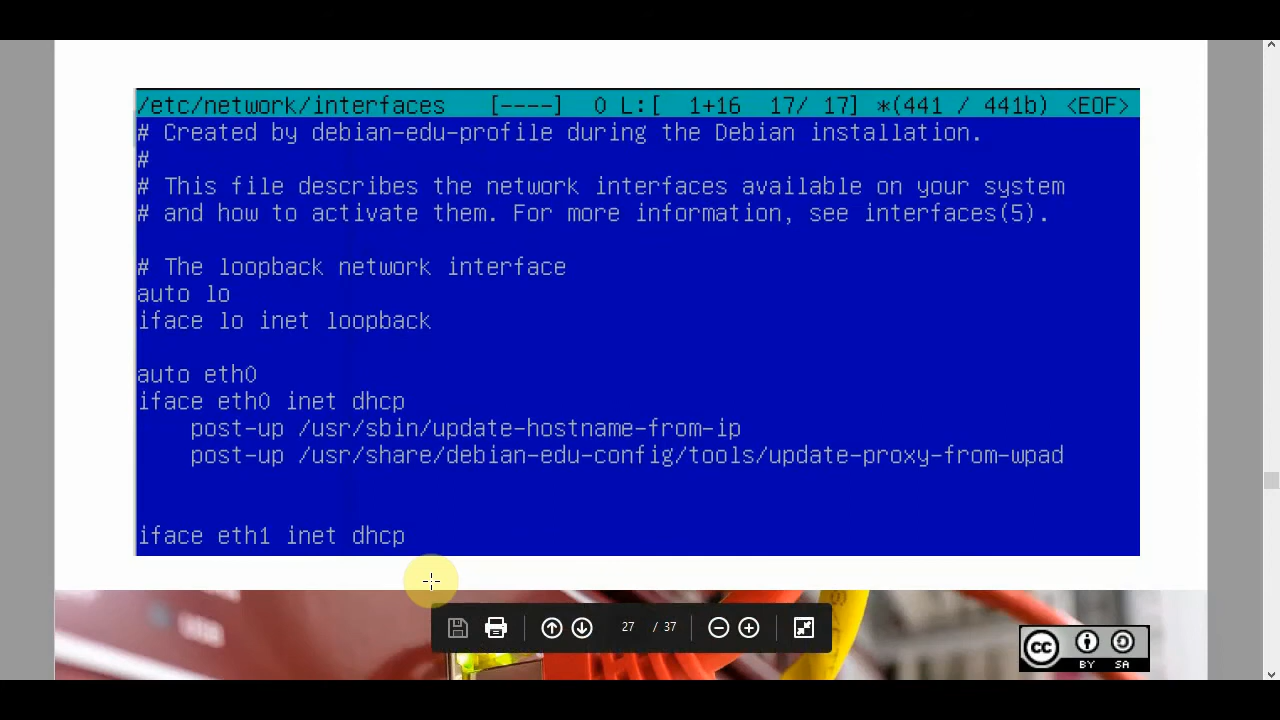 /etc/network/interfaces [----] 0 L:[ 1+16 17/ 17] *(441 / 441b) <EOF>
# Created by debian-edu-profile during the Debian installation.
#
# This file describes the network interfaces available on your system
# and how to activate them. For more information, see interfaces(5).
# The loopback network interface
auto lo
iface lo inet loopback
auto eth0
iface eth0 inet dhcp
post-up /usr/sbin/update-hostname-from-ip
post-up /usr/share/debian-edu-config/tools/update-proxy-from-wpad
iface eth1 inet dhcp
27 / 37
cc
BY SA